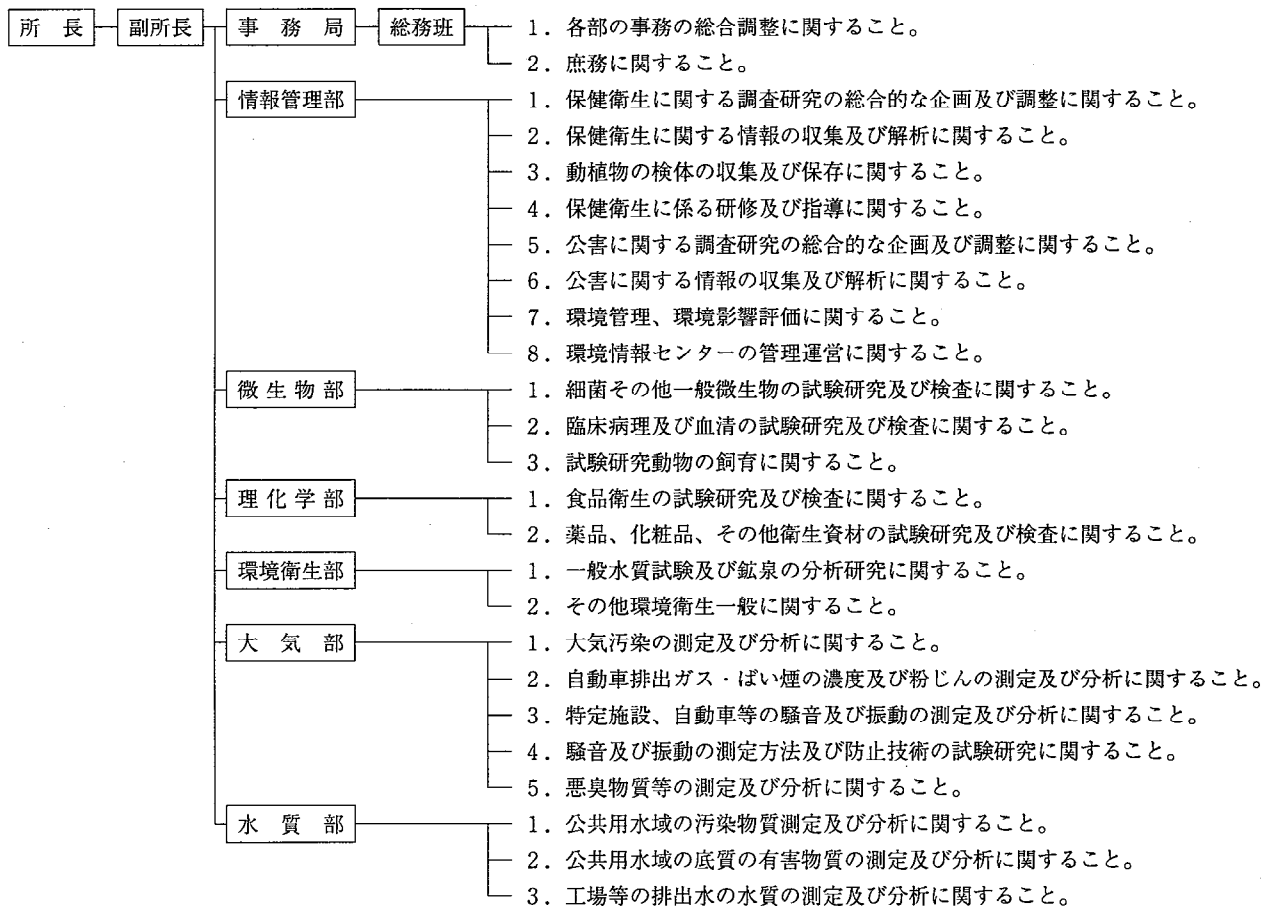 所長 副所長 事務局 総務班 1．各部の事務の総合調整に関すること。
2．庶務に関すること。
情報管理部 1．保健衛生に関する調査研究の総合的な企画及び調整に関すること。
2．保健衛生に関する情報の収集及び解析に関すること。
3．動植物の検体の収集及び保存に関すること。
4．保健衛生に係る研修及び指導に関すること。
5．公害に関する調査研究の総合的な企画及び調整に関すること。
6．公害に関する情報の収集及び解析に関すること。
7．環境管理、環境影響評価に関すること。
8．環境情報センターの管理運営に関すること。
微生物部 1．細菌その他一般微生物の試験研究及び検査に関すること。
2．臨床病理及び血清の試験研究及び検査に関すること。
3．試験研究動物の飼育に関すること。
理化学部 1．食品衛生の試験研究及び検査に関すること。
2．薬品、化粧品、その他衛生資材の試験研究及び検査に関すること。
環境衛生部 1．一般水質試験及び鉱泉の分析研究に関すること。
2．その他環境衛生一般に関すること。
大気部 1．大気汚染の測定及び分析に関すること。
2．自動車排出ガス・ばい煙の濃度及び粉じんの測定及び分析に関すること。
3．特定施設、自動車等の騒音及び振動の測定及び分析に関すること。
4．騒音及び振動の測定方法及び防止技術の試験研究に関すること。
5．悪臭物質等の測定及び分析に関すること。
水質部 1．公共用水域の汚染物質測定及び分析に関すること。
2．公共用水域の底質の有害物質の測定及び分析に関すること。
3．工場等の排出水の水質の測定及び分析に関すること。